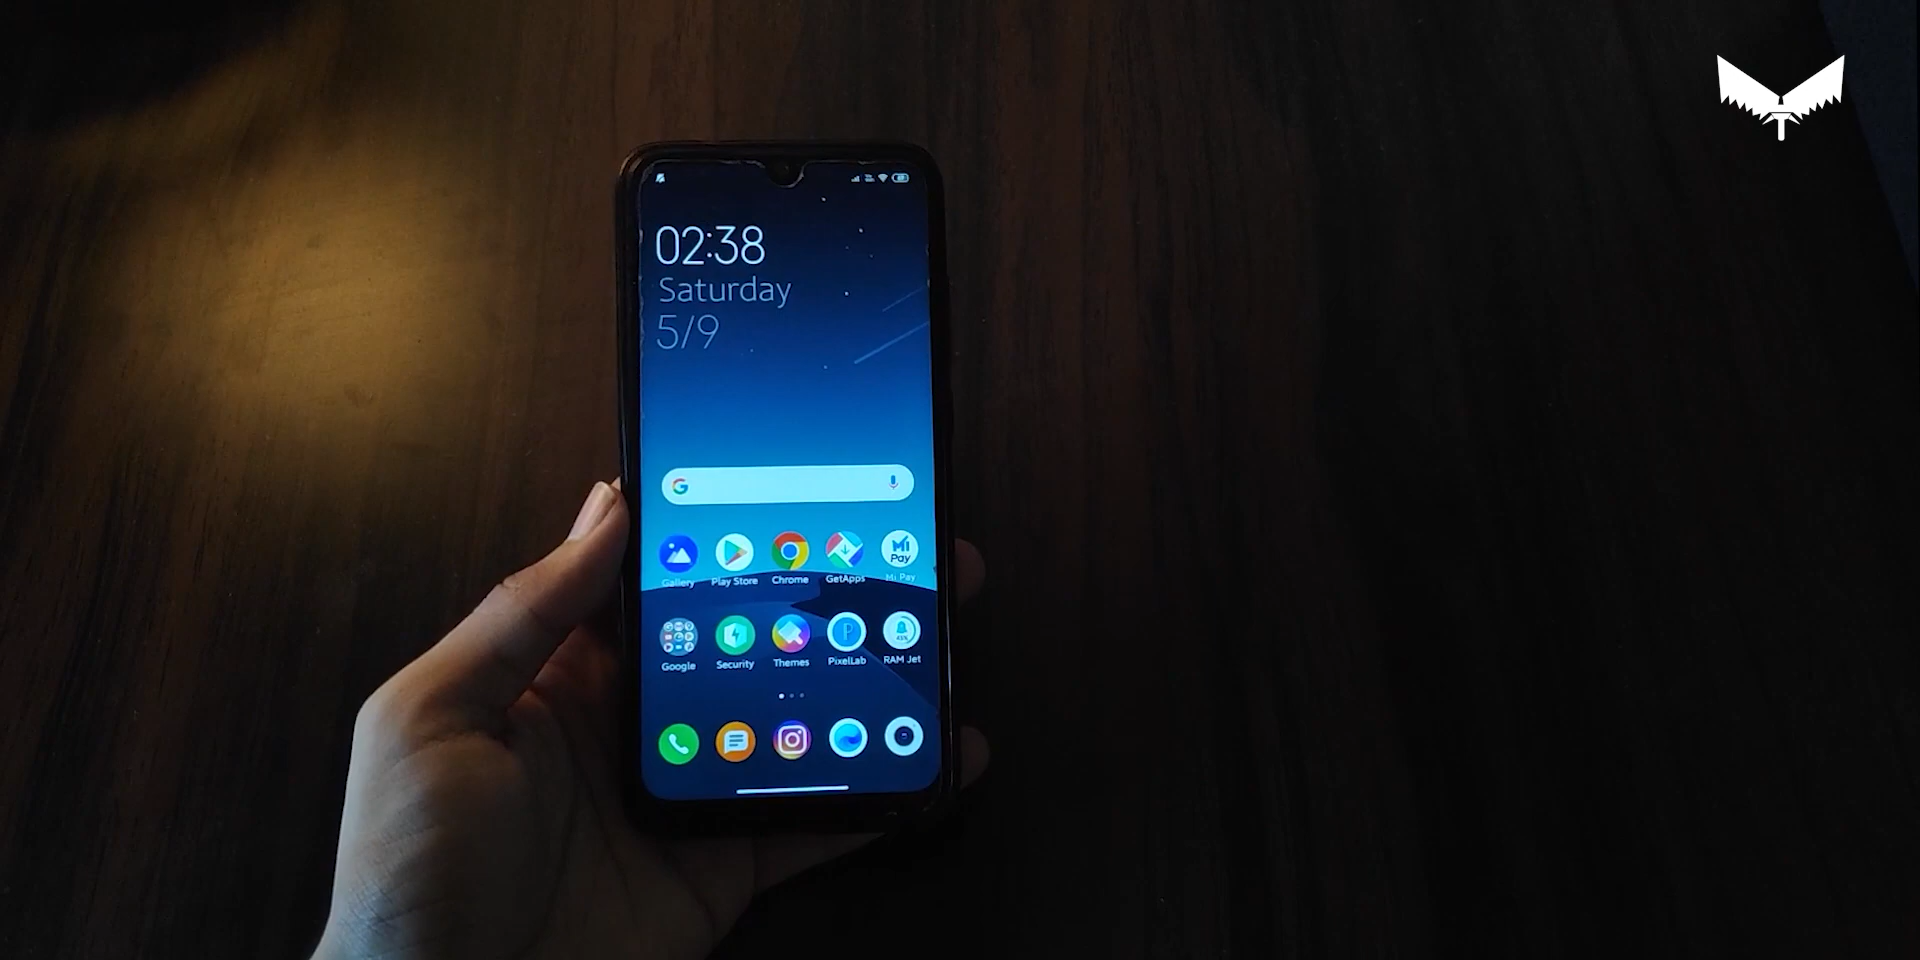 02:38
Saturday
5/9
Gallery Play Store Chrome GetApps Mi Pay
Mi
Pay
Google Security Themes PixelLab RAM Jet